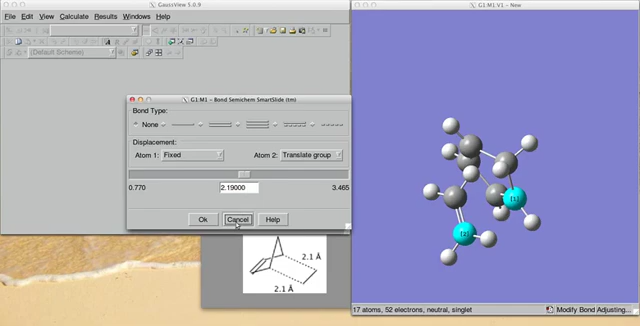 GaussView 5.0.9
File Edit View Calculate Results Windows Help
(Default Scheme)
G1:M1 – Bond Semichem SmartSlide (tm)
Bond Type:
None
Displacement:
Atom 1: Fixed
Atom 2: Translate group
0.770
2.19000
3.465
Ok
Cancel
Help
2.1 Å
2.1 Å
G1:M1 V1 – New
[1]
[2]
17 atoms, 52 electrons, neutral, singlet
Modify Bond Adjusting...